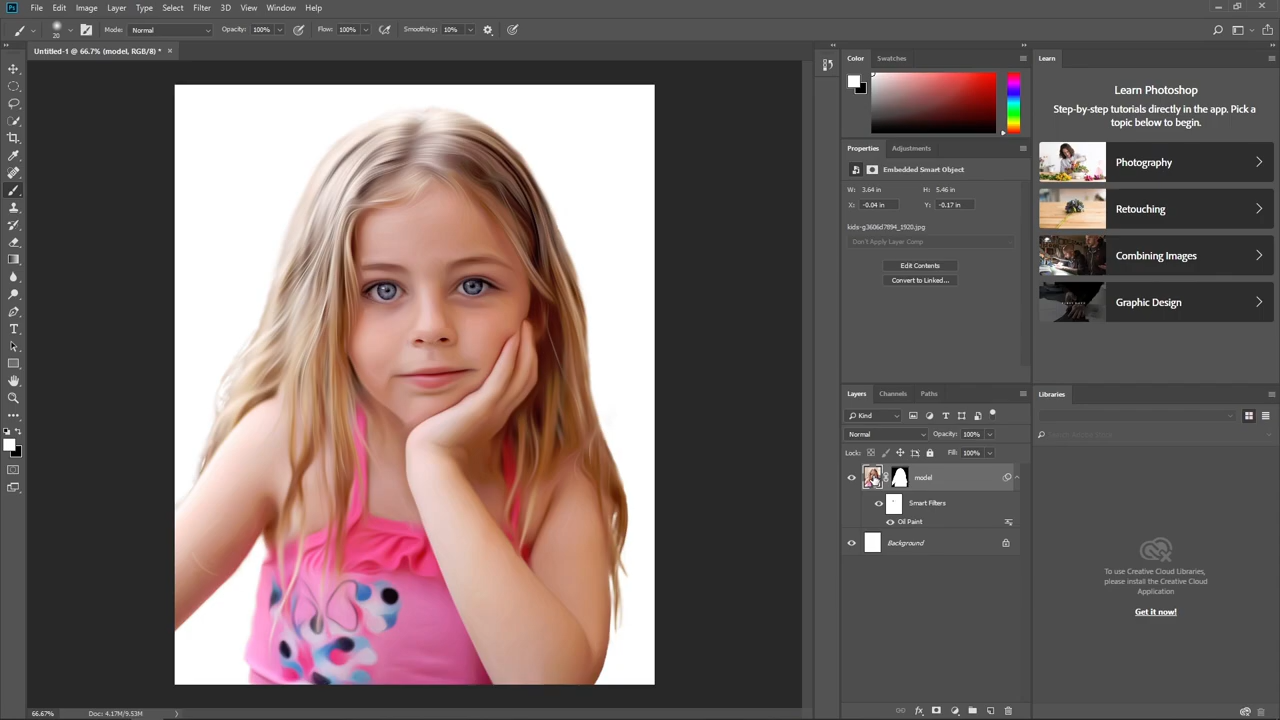 Ps File Edit Image Layer Type Select Filter 3D View Window Help
20 Mode: Normal Opacity: 100% Flow: 100% Smoothing: 10%
Untitled-1 @ 66.7% (model, RGB/8) *
Color Swatches
Learn
Learn Photoshop
Step-by-step tutorials directly in the app. Pick a
topic below to begin.
Photography
Retouching
Combining Images
Graphic Design
Properties Adjustments
Embedded Smart Object
W: 3.64 in H: 5.46 in
X: -0.04 in Y: -0.17 in
kids-g3606d7894_1920.jpg
Don't Apply Layer Comp
Edit Contents
Convert to Linked...
Layers Channels Paths
Kind
Normal Opacity: 100%
Lock: Fill: 100%
model
Smart Filters
Oil Paint
Background
Libraries
Search Adobe Stock
To use Creative Cloud Libraries,
please install the Creative Cloud
Application
Get it now!
66.67% Doc: 4.17M/9.53M